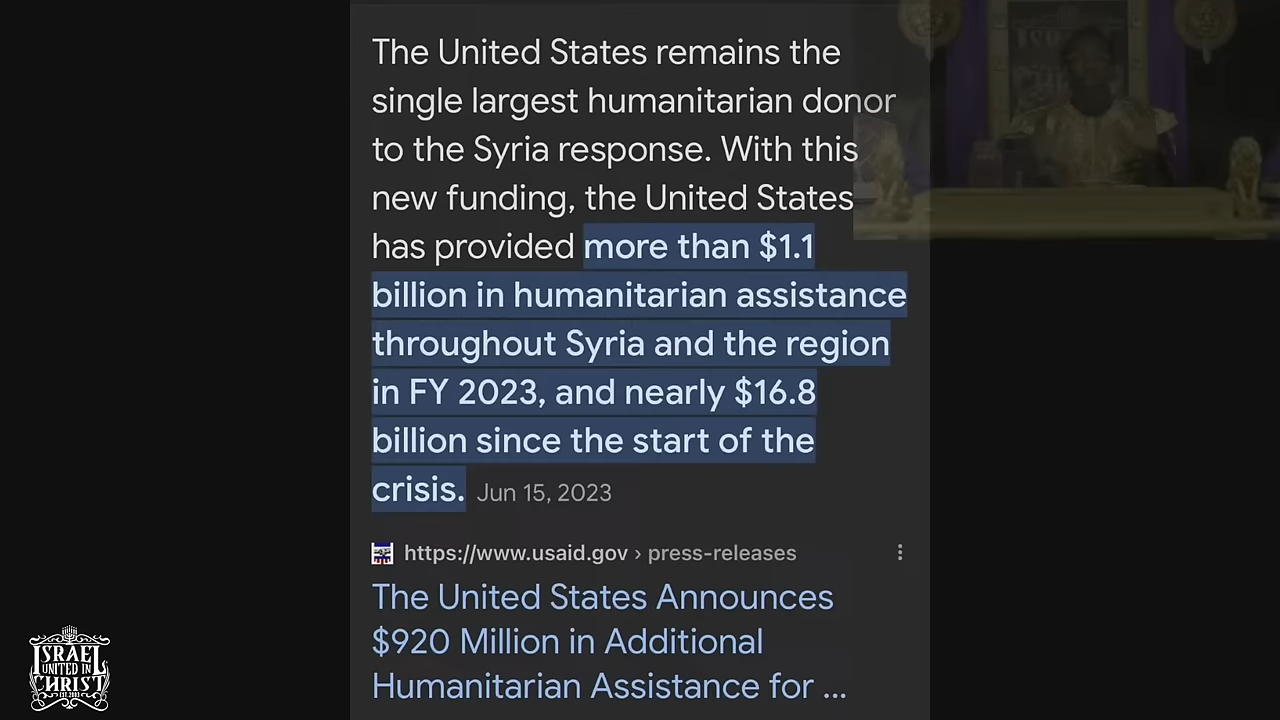 The United States remains the
single largest humanitarian donor
to the Syria response. With this
new funding, the United States
has provided more than $1.1
billion in humanitarian assistance
throughout Syria and the region
in FY 2023, and nearly $16.8
billion since the start of the
crisis. Jun 15, 2023
https://www.usaid.gov › press-releases
The United States Announces
$920 Million in Additional
Humanitarian Assistance for ...
ISRAEL
UNITED IN
CHRIST
EST. 2003